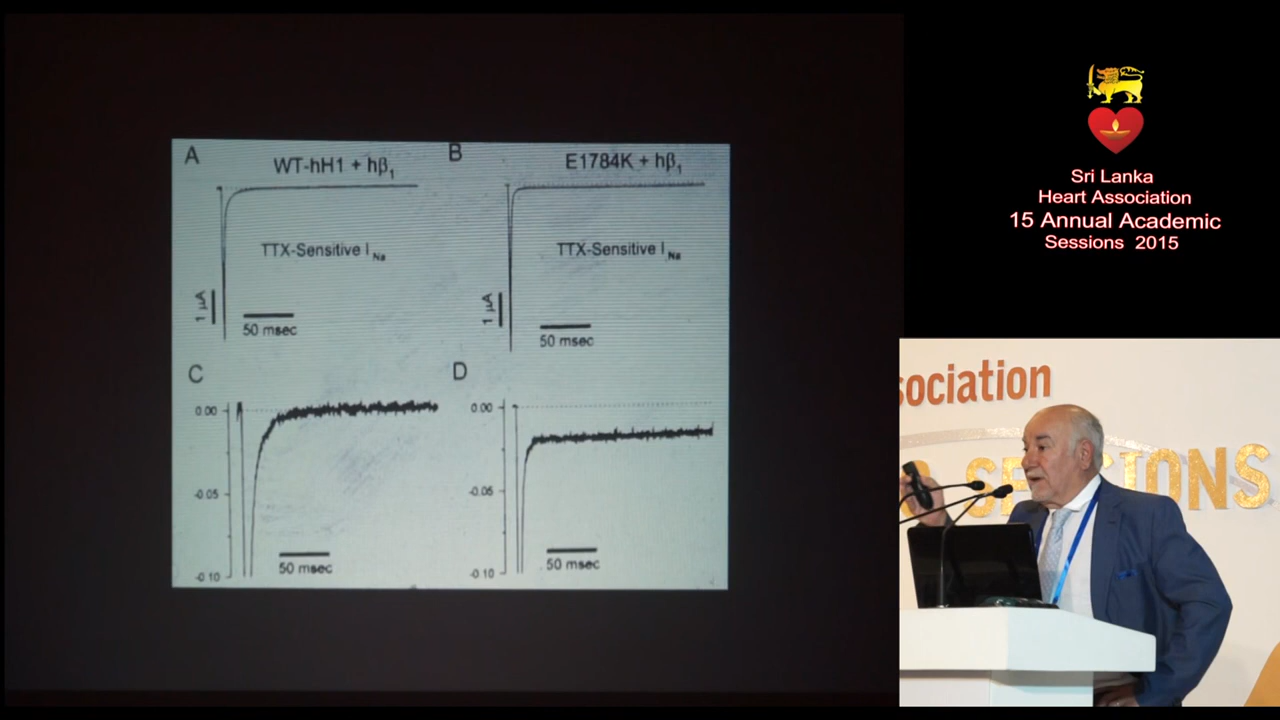 A
WT-hH1 + hβ1
B
E1784K + hβ1
TTX-Sensitive I Na
TTX-Sensitive I Na
1 µA
50 msec
1 µA
50 msec
C
D
0.00
-0.05
-0.10
50 msec
0.00
-0.05
-0.10
50 msec
Sri Lanka
Heart Association
15 Annual Academic
Sessions 2015
sociation
SESSIONS